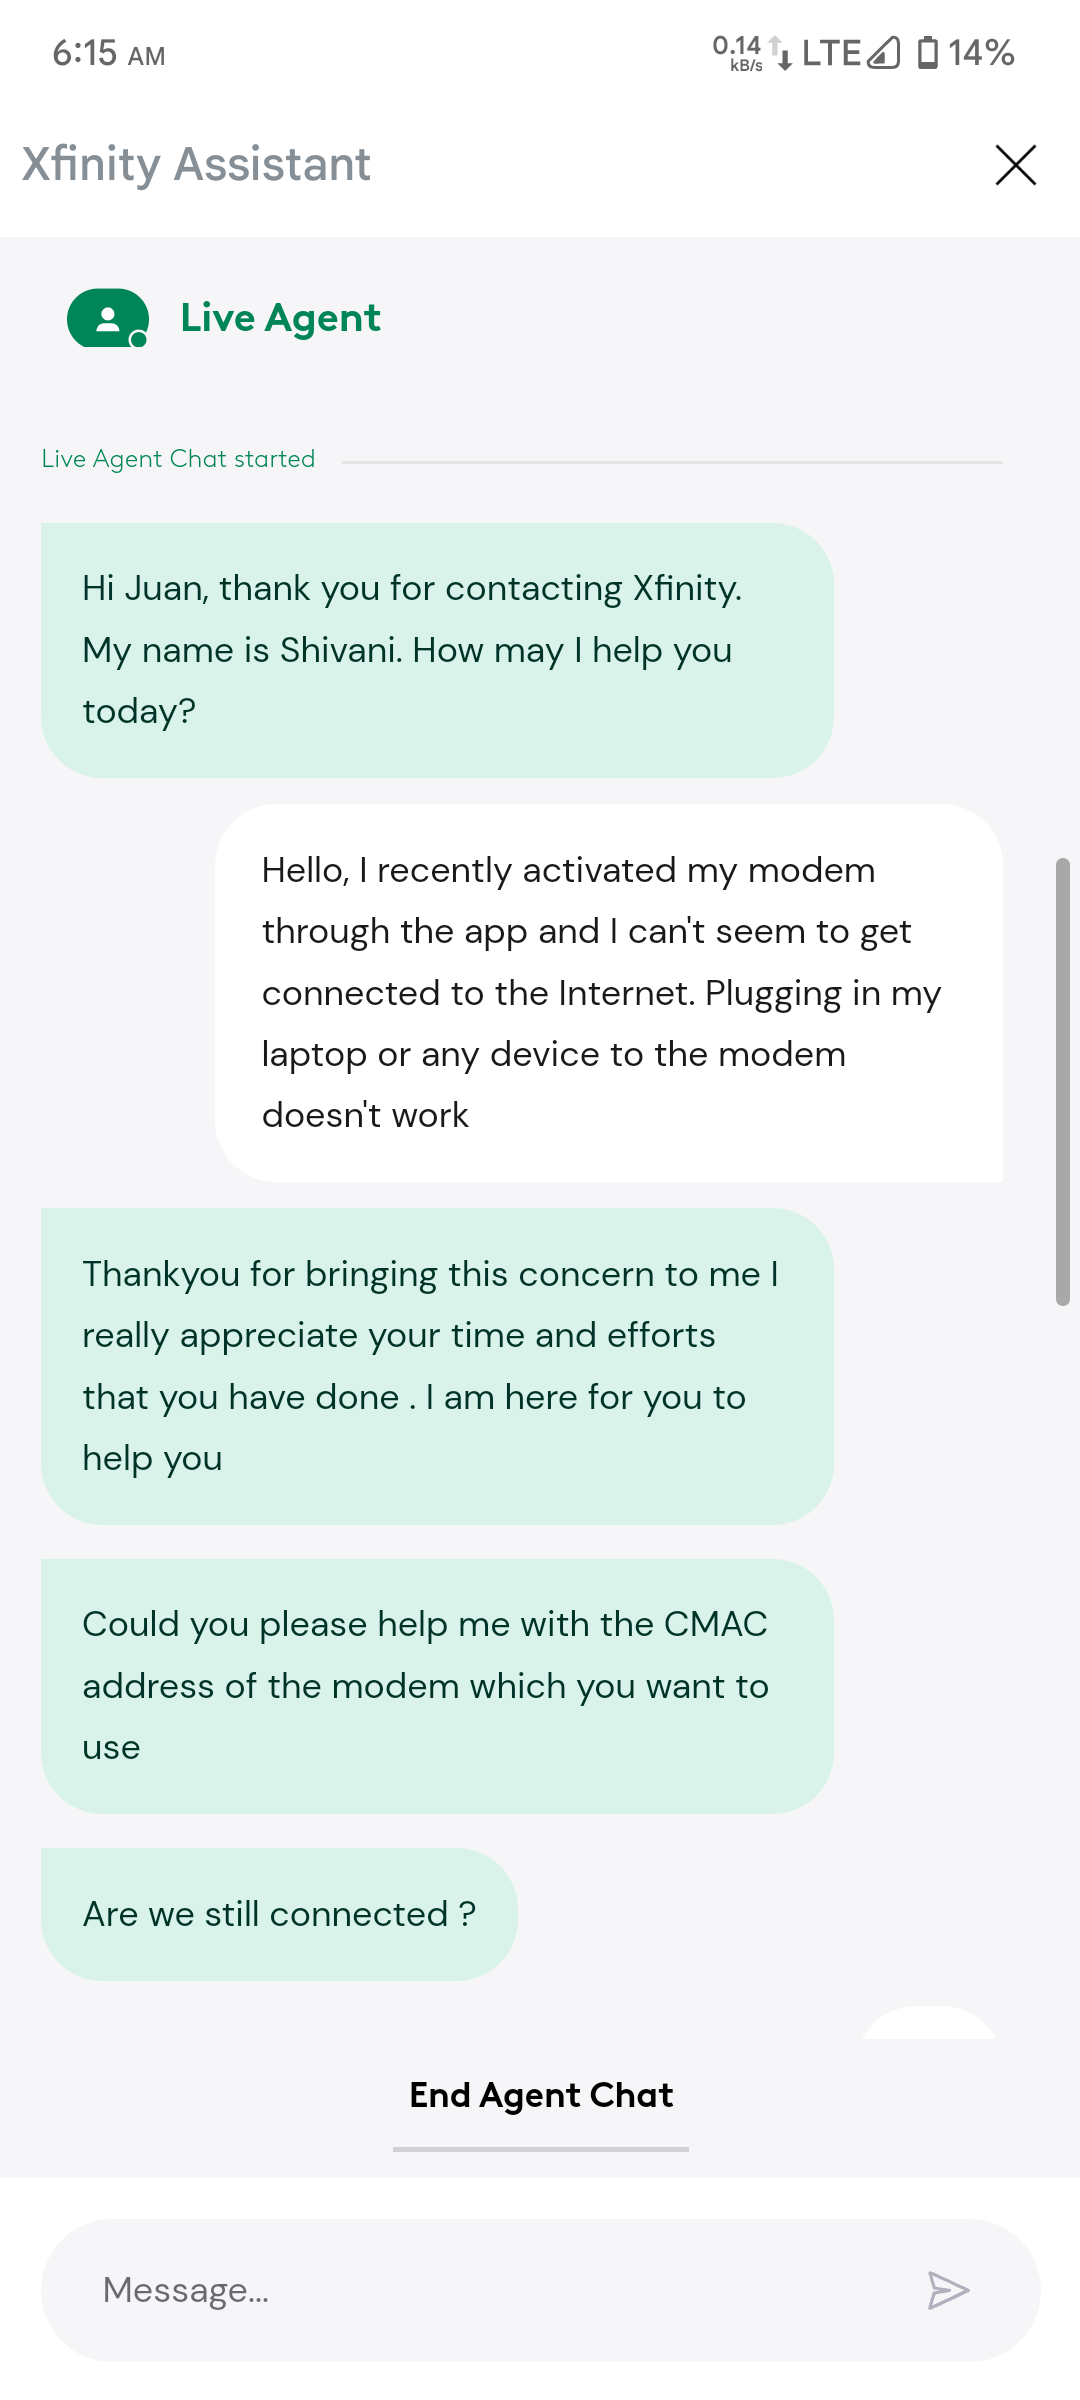 6:15 AM
0.14 kB/s LTE 14%
Xfinity Assistant
Live Agent
Live Agent Chat started
Hi Juan, thank you for contacting Xfinity.
My name is Shivani. How may I help you
today?
Hello, I recently activated my modem
through the app and I can't seem to get
connected to the Internet. Plugging in my
laptop or any device to the modem
doesn't work
Thankyou for bringing this concern to me I
really appreciate your time and efforts
that you have done . I am here for you to
help you
Could you please help me with the CMAC
address of the modem which you want to
use
Are we still connected ?
End Agent Chat
Message...